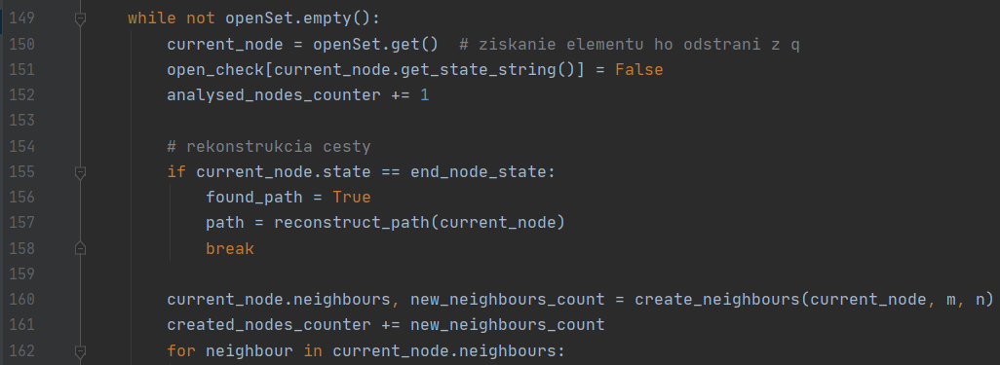 149 while not openSet.empty():
150 current_node = openSet.get()  # ziskanie elementu ho odstrani z q
151 open_check[current_node.get_state_string()] = False
152 analysed_nodes_counter += 1
153
154 # rekonstrukcia cesty
155 if current_node.state == end_node_state:
156 found_path = True
157 path = reconstruct_path(current_node)
158 break
159
160 current_node.neighbours, new_neighbours_count = create_neighbours(current_node, m, n)
161 created_nodes_counter += new_neighbours_count
162 for neighbour in current_node.neighbours: